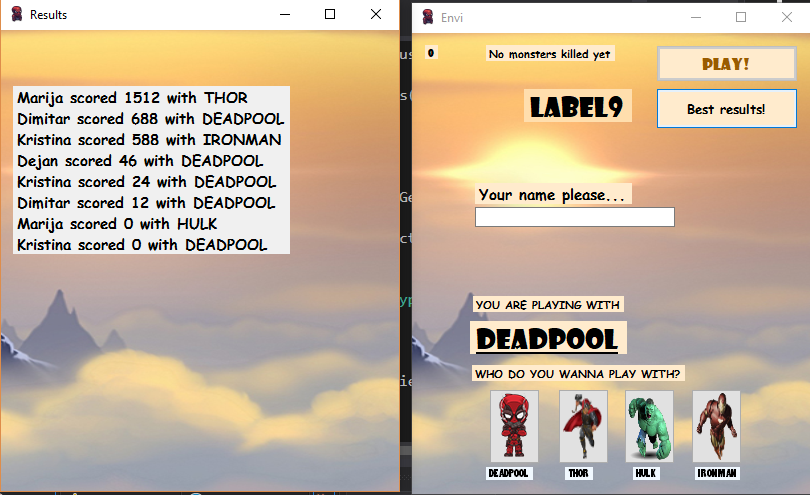 Results
Marija scored 1512 with THOR
Dimitar scored 688 with DEADPOOL
Kristina scored 588 with IRONMAN
Dejan scored 46 with DEADPOOL
Kristina scored 24 with DEADPOOL
Dimitar scored 12 with DEADPOOL
Marija scored 0 with HULK
Kristina scored 0 with DEADPOOL
Envi
0
No monsters killed yet
PLAY!
LABEL9
Best results!
Your name please...
YOU ARE PLAYING WITH
DEADPOOL
WHO DO YOU WANNA PLAY WITH?
DEADPOOL THOR HULK IRONMAN